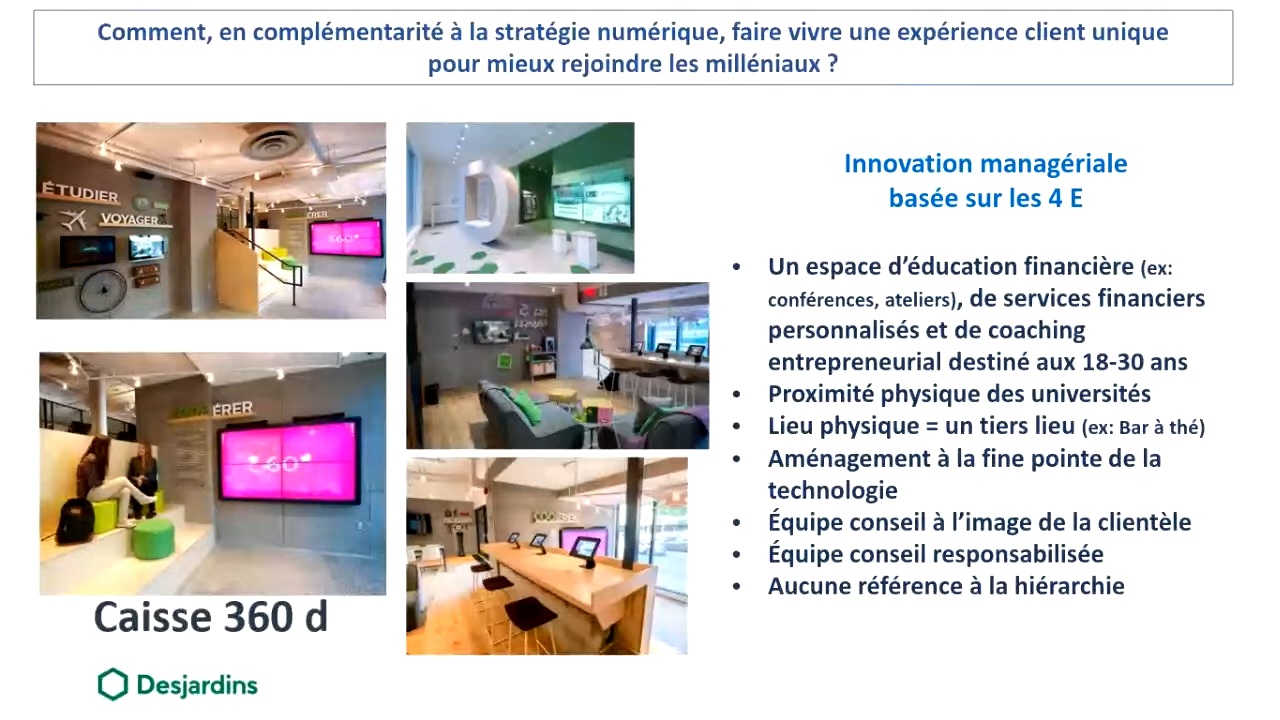 Comment, en complémentarité à la stratégie numérique, faire vivre une expérience client unique
pour mieux rejoindre les milléniaux ?
ÉTUDIER
VOYAGER
ÉRER
360°
Innovation managériale
basée sur les 4 E
• Un espace d’éducation financière (ex:
conférences, ateliers), de services financiers
personnalisés et de coaching
entrepreneurial destiné aux 18-30 ans
• Proximité physique des universités
• Lieu physique = un tiers lieu (ex: Bar à thé)
• Aménagement à la fine pointe de la
technologie
• Équipe conseil à l’image de la clientèle
• Équipe conseil responsabilisée
• Aucune référence à la hiérarchie
ÉRER
360°
Caisse 360 d
Desjardins